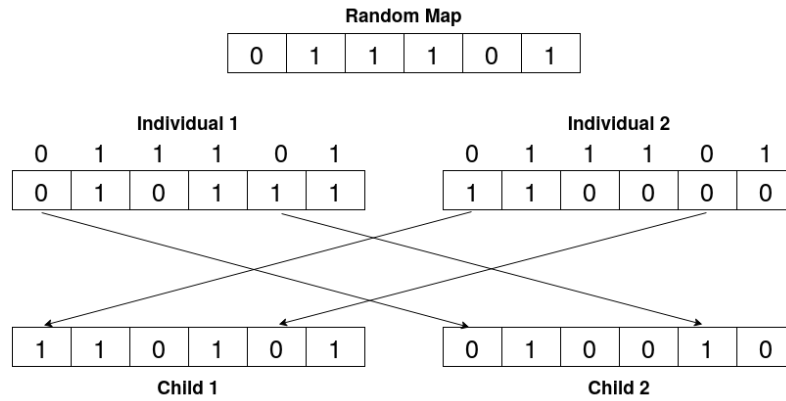 Random Map
0 1 1 1 0 1
Individual 1 Individual 2
0 1 1 1 0 1 0 1 1 1 0 1
0 1 0 1 1 1 1 1 0 0 0 0
1 1 0 1 0 1 0 1 0 0 1 0
Child 1 Child 2